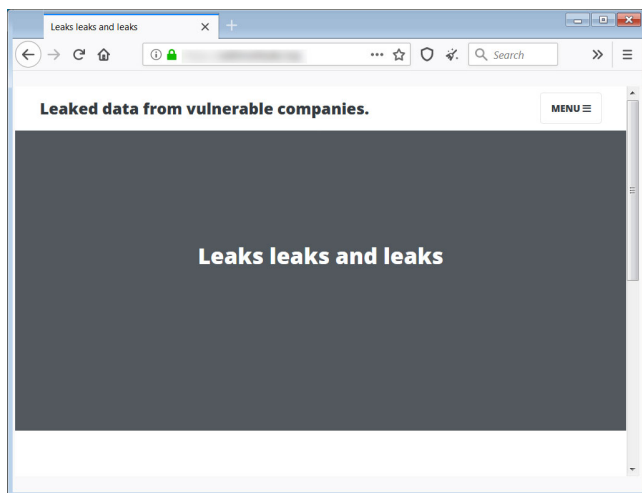 Leaks leaks and leaks
Search
Leaked data from vulnerable companies.
MENU
Leaks leaks and leaks